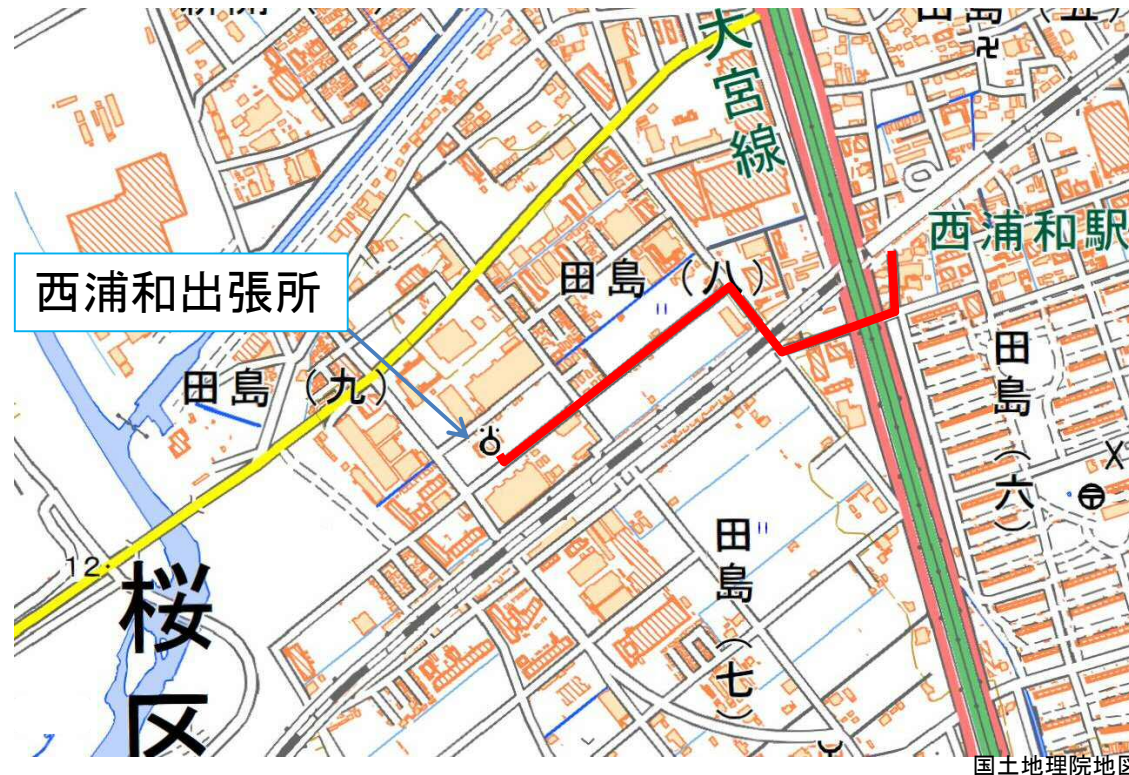 大宮線
西浦和駅
西浦和出張所
田島(八)
田島(九)
田島(六)
田島(七)
12
桜区
国土地理院地図